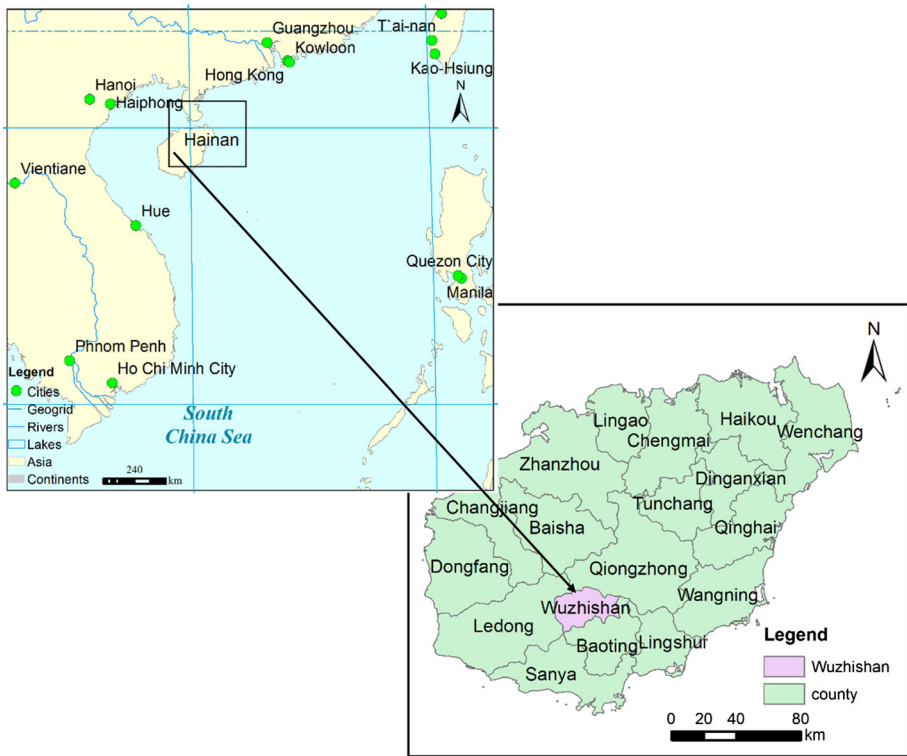 Guangzhou
T`ai-nan
Kowloon
Hong Kong
Kao-Hsiung
N
Hanoi
Haiphong
Hainan
Vientiane
Hue
Quezon City
Manila
Phnom Penh
Ho Chi Minh City
Legend
Cities
Geogrid
Rivers
Lakes
Asia
Continents
South
China Sea
240
km
N
Lingao
Haikou
Chengmai
Wenchang
Zhanzhou
Dinganxian
Changjiang
Tunchang
Baisha
Qinghai
Dongfang
Qiongzhong
Wangning
Wuzhishan
Ledong
Baoting
Lingshui
Sanya
Legend
Wuzhishan
county
0 20 40 80
km